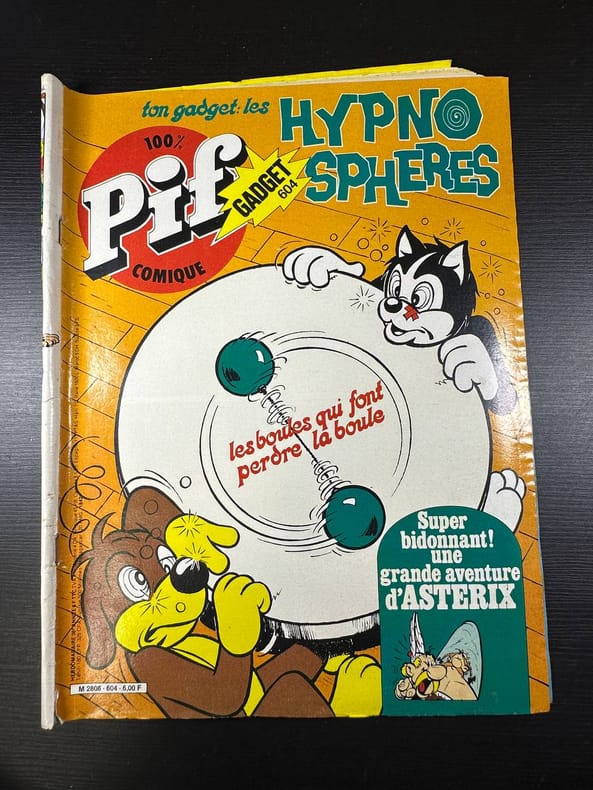 ton gadget: les HYPNO
SPHERES
100%
Pif
GADGET
604
COMIQUE
les boules qui font
perdre la boule
Super
bidonnant!
une
grande aventure
d'ASTERIX
M 2806 - 604 - 6,00 F